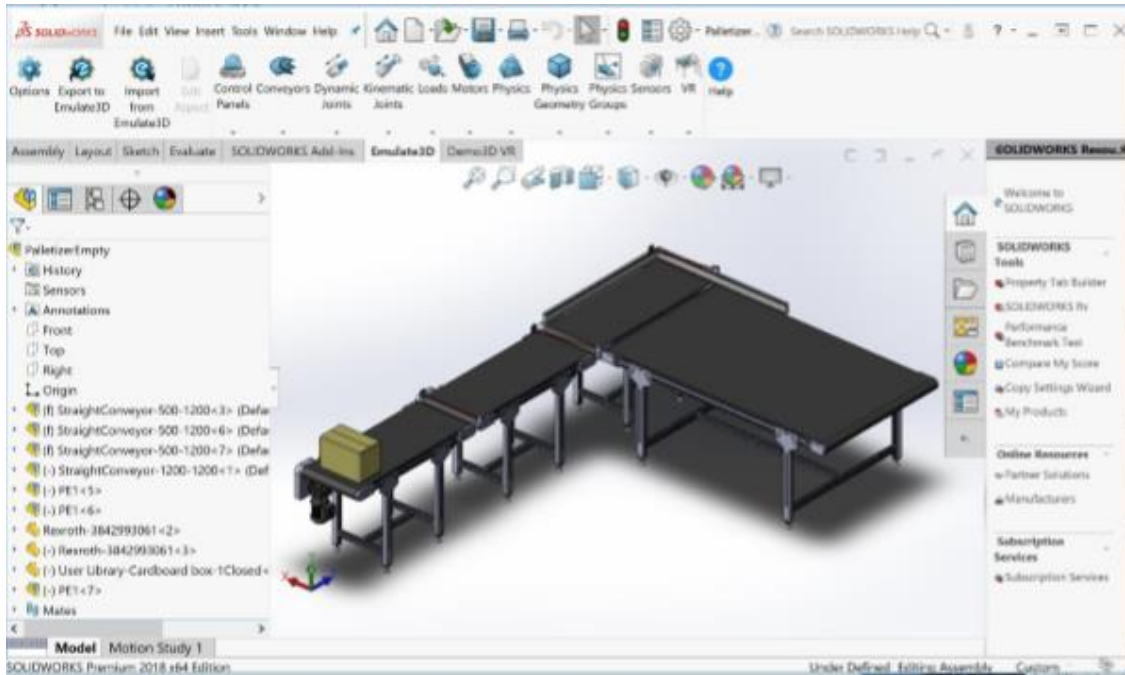 SOLIDWORKS File Edit View Insert Tools Window Help Palletizer... Search SOLIDWORKS Help
Options Export to Emulate3D Import from Emulate3D Control Panels Conveyors Dynamic Joints Kinematic Joints Loads Motors Physics Physics Geometry Physics Groups Sensors VR Help
Assembly Layout Sketch Evaluate SOLIDWORKS Add-Ins Emulate3D Demo3D VR
PalletizerEmpty
History
Sensors
Annotations
Front
Top
Right
Origin
(f) StraightConveyor-500-1200<3> (Defa
(f) StraightConveyor-500-1200<6> (Defa
(f) StraightConveyor-500-1200<7> (Defa
(-) StraightConveyor-1200-1200<1> (Def
(-) PE1<5>
(-) PE1<6>
Rexroth-3842993061<2>
(-) Rexroth-3842993061<3>
(-) User Library-Cardboard box-1Closed<
(-) PE1<7>
Mates
Model Motion Study 1
SOLIDWORKS Premium 2018 x64 Edition
Under Defined Editing Assembly Custom
SOLIDWORKS Resou
Welcome to
SOLIDWORKS
SOLIDWORKS
Tools
Property Tab Builder
SOLIDWORKS Rx
Performance
Benchmark Test
Compare My Score
Copy Settings Wizard
My Products
Online Resources
Partner Solutions
Manufacturers
Subscription
Services
Subscription Services